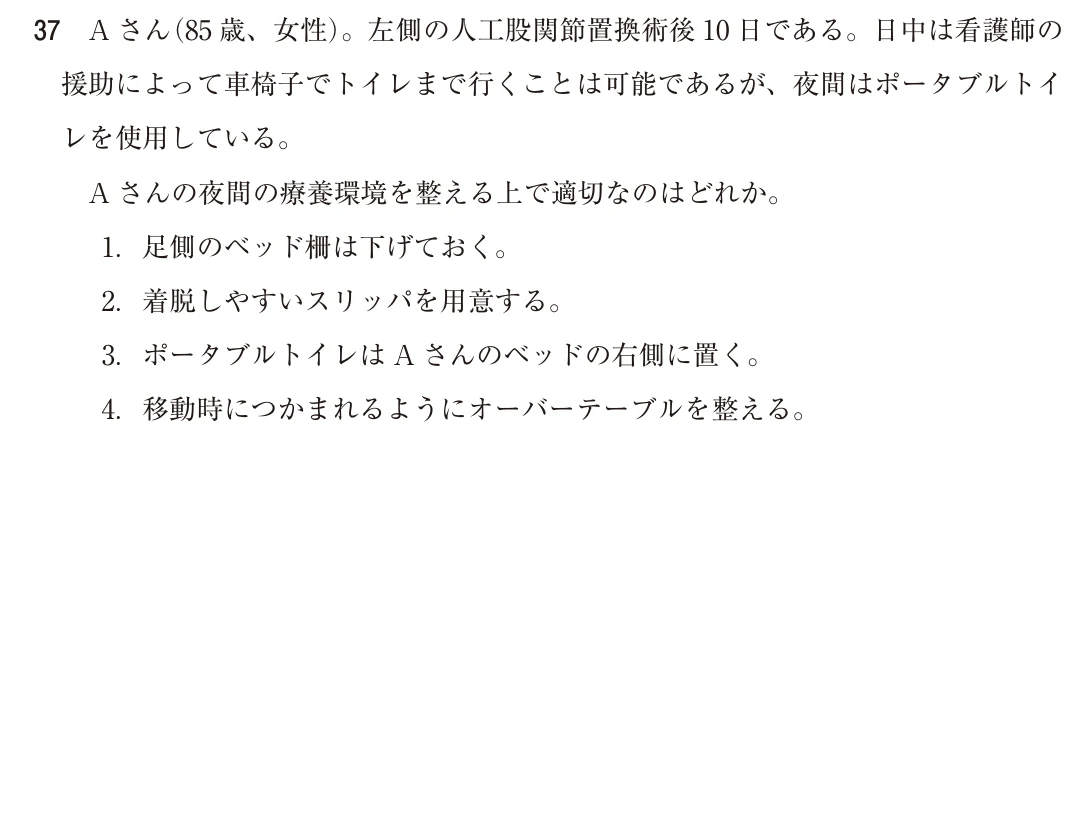 37 Aさん(85歳、女性)。左側の人工股関節置換術後10日である。日中は看護師の
援助によって車椅子でトイレまで行くことは可能であるが、夜間はポータブルトイ
レを使用している。
Aさんの夜間の療養環境を整える上で適切なのはどれか。
1. 足側のベッド柵は下げておく。
2. 着脱しやすいスリッパを用意する。
3. ポータブルトイレはAさんのベッドの右側に置く。
4. 移動時につかまれるようにオーバーテーブルを整える。